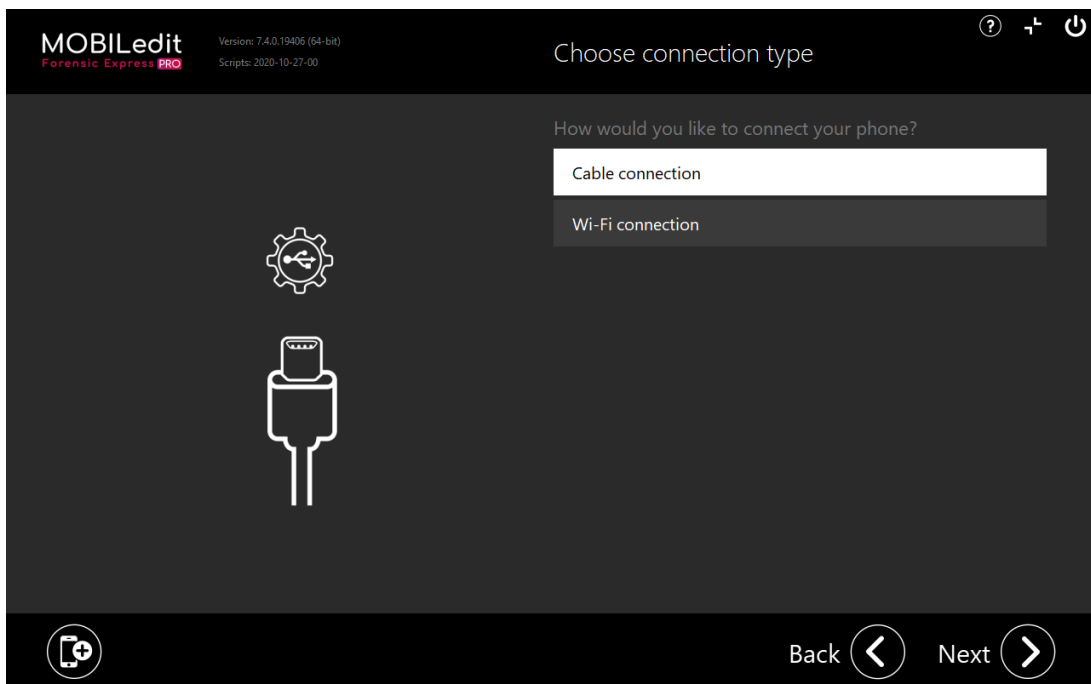 MOBILedit
Forensic Express PRO
Version: 7.4.0.19406 (64-bit)
Scripts: 2020-10-27-00
Choose connection type
?
How would you like to connect your phone?
Cable connection
Wi-Fi connection
Back
Next